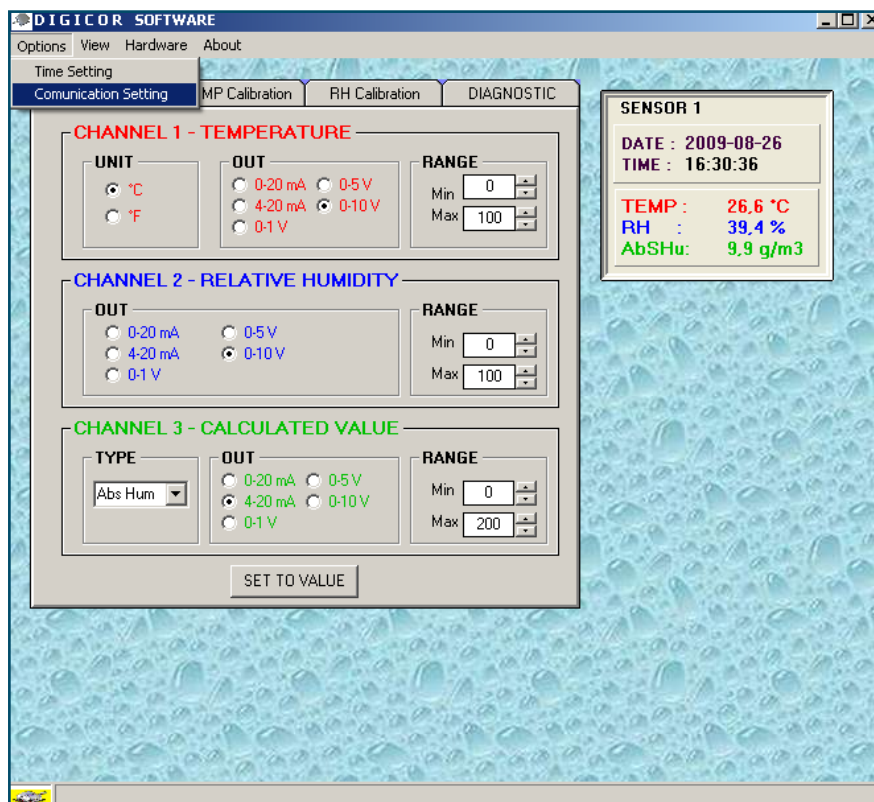 DIGICOR SOFTWARE
Options View Hardware About
Time Setting
Comunication Setting
MP Calibration RH Calibration DIAGNOSTIC
CHANNEL 1 - TEMPERATURE
UNIT
°C
°F
OUT
0-20 mA 0-5 V
4-20 mA 0-10 V
0-1 V
RANGE
Min 0
Max 100
CHANNEL 2 - RELATIVE HUMIDITY
OUT
0-20 mA 0-5 V
4-20 mA 0-10 V
0-1 V
RANGE
Min 0
Max 100
CHANNEL 3 - CALCULATED VALUE
TYPE
Abs Hum
OUT
0-20 mA 0-5 V
4-20 mA 0-10 V
0-1 V
RANGE
Min 0
Max 200
SET TO VALUE
SENSOR 1
DATE : 2009-08-26
TIME : 16:30:36
TEMP : 26,6 °C
RH : 39,4 %
AbSHu: 9,9 g/m3